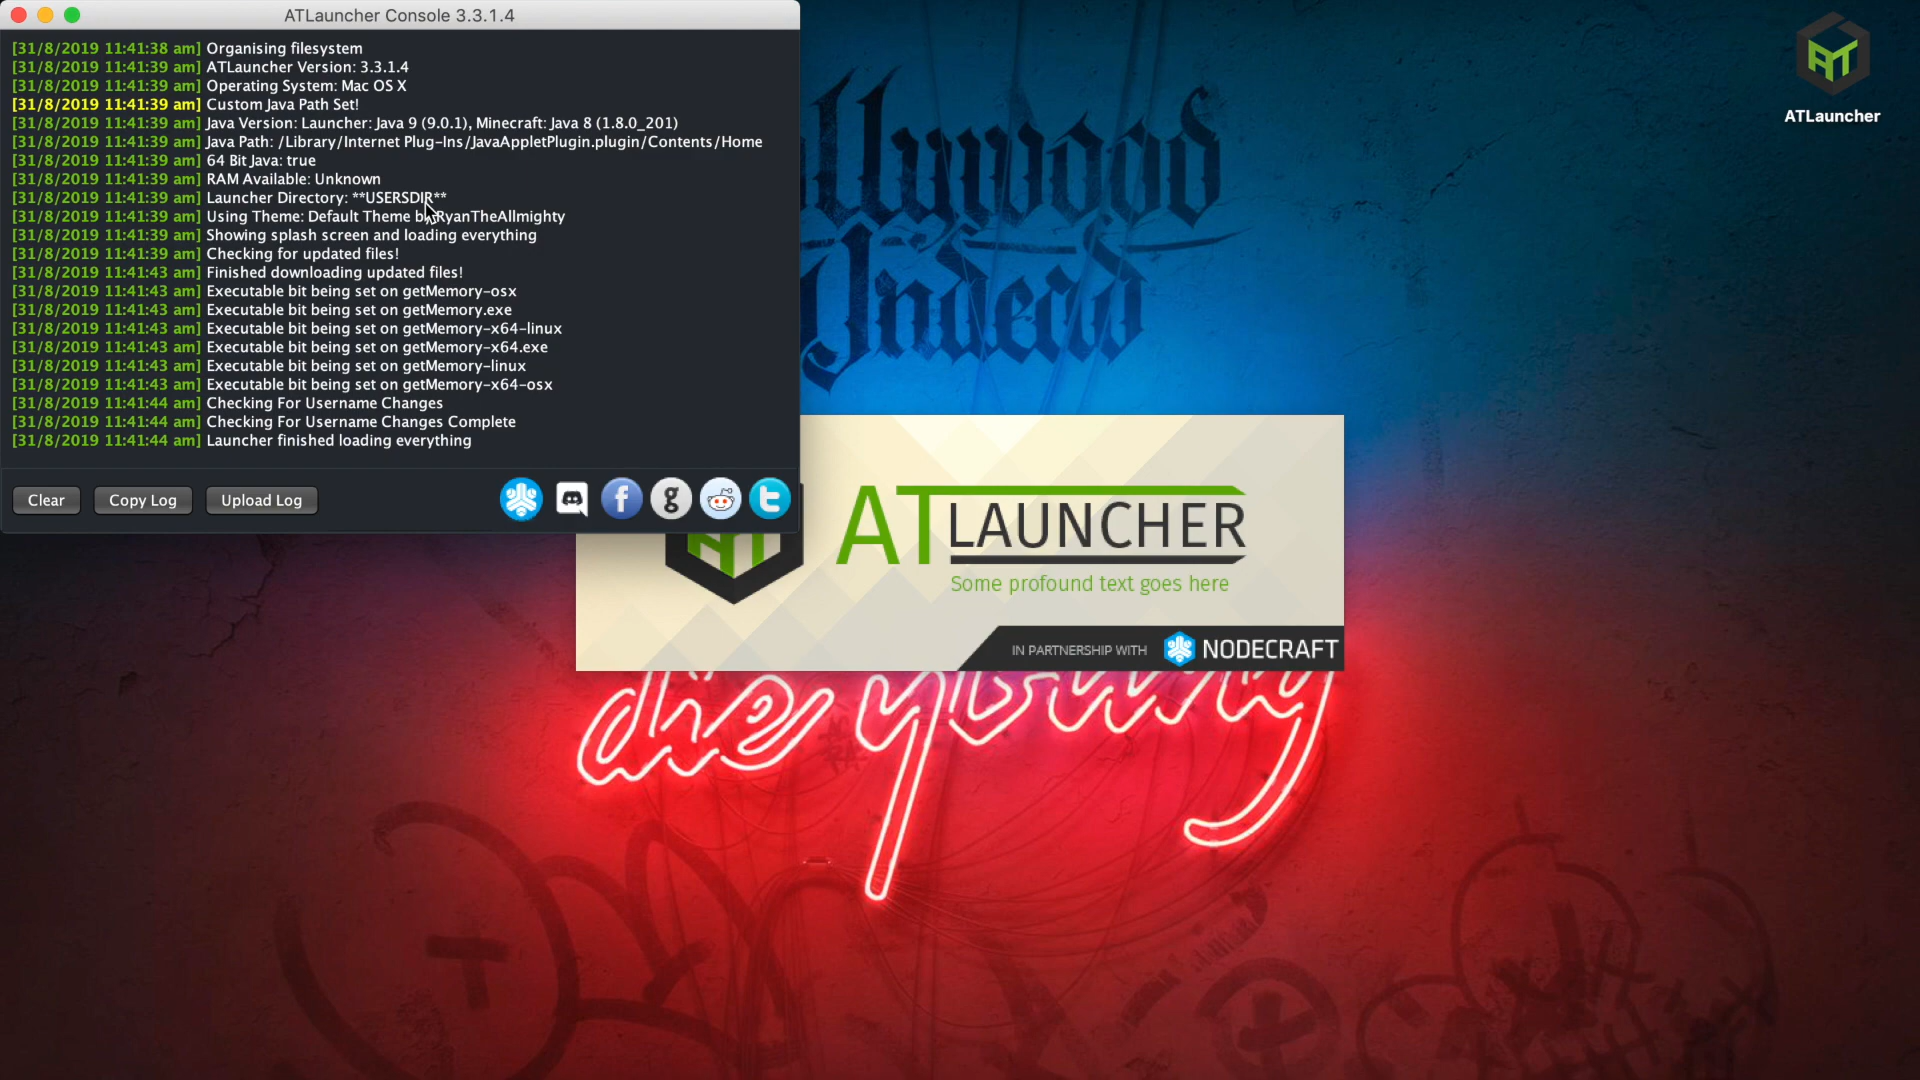 ATLauncher Console 3.3.1.4
[31/8/2019 11:41:38 am] Organising filesystem
[31/8/2019 11:41:39 am] ATLauncher Version: 3.3.1.4
[31/8/2019 11:41:39 am] Operating System: Mac OS X
[31/8/2019 11:41:39 am] Custom Java Path Set!
[31/8/2019 11:41:39 am] Java Version: Launcher: Java 9 (9.0.1), Minecraft: Java 8 (1.8.0_201)
[31/8/2019 11:41:39 am] Java Path: /Library/Internet Plug-Ins/JavaAppletPlugin.plugin/Contents/Home
[31/8/2019 11:41:39 am] 64 Bit Java: true
[31/8/2019 11:41:39 am] RAM Available: Unknown
[31/8/2019 11:41:39 am] Launcher Directory: **USERSDIR**
[31/8/2019 11:41:39 am] Using Theme: Default Theme by RyanTheAllmighty
[31/8/2019 11:41:39 am] Showing splash screen and loading everything
[31/8/2019 11:41:39 am] Checking for updated files!
[31/8/2019 11:41:43 am] Finished downloading updated files!
[31/8/2019 11:41:43 am] Executable bit being set on getMemory-osx
[31/8/2019 11:41:43 am] Executable bit being set on getMemory.exe
[31/8/2019 11:41:43 am] Executable bit being set on getMemory-x64-linux
[31/8/2019 11:41:43 am] Executable bit being set on getMemory-x64.exe
[31/8/2019 11:41:43 am] Executable bit being set on getMemory-linux
[31/8/2019 11:41:43 am] Executable bit being set on getMemory-x64-osx
[31/8/2019 11:41:44 am] Checking For Username Changes
[31/8/2019 11:41:44 am] Checking For Username Changes Complete
[31/8/2019 11:41:44 am] Launcher finished loading everything
Clear Copy Log Upload Log
ATLauncher
llywood
Undead
ATLAUNCHER
Some profound text goes here
IN PARTNERSHIP WITH NODECRAFT
die young